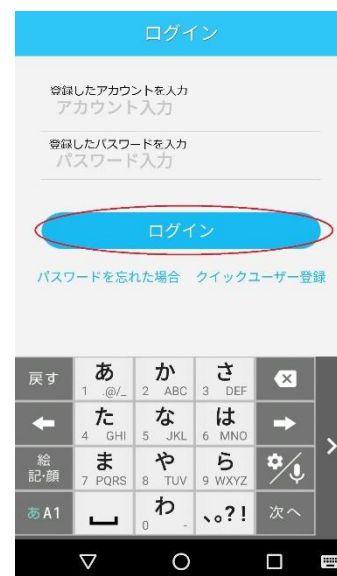 ログイン
登録したアカウントを入力
アカウント入力
登録したパスワードを入力
パスワード入力
ログイン
パスワードを忘れた場合 クイックユーザー登録
戻す あ か さ
1 .@/_ 2 ABC 3 DEF
た な は
4 GHI 5 JKL 6 MNO
絵 ま や ら
記・顔 7 PQRS 8 TUV 9 WXYZ
あA1 わ 、。?! 次へ
0 -